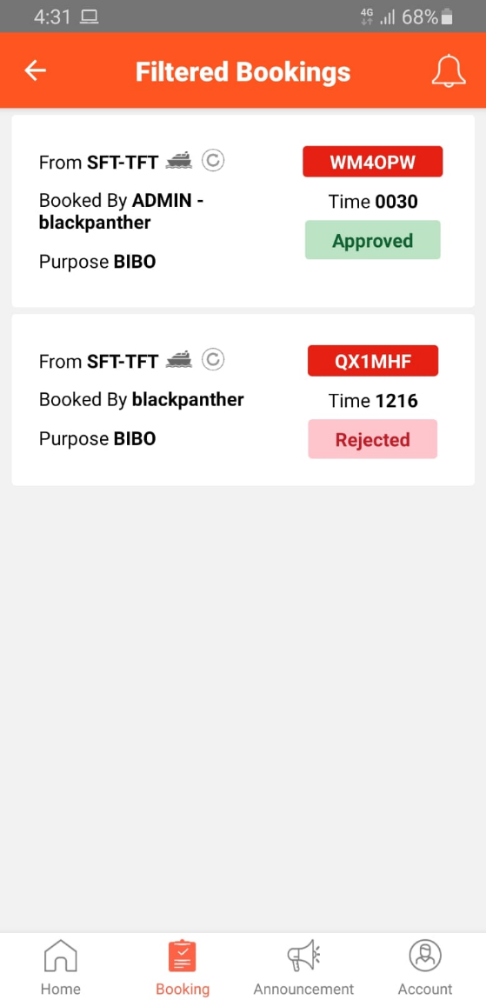 4:31
4G 68%
Filtered Bookings
From SFT-TFT C
WM4OPW
Booked By ADMIN -
blackpanther
Time 0030
Approved
Purpose BIBO
From SFT-TFT C
QX1MHF
Booked By blackpanther
Time 1216
Purpose BIBO
Rejected
Home
Booking
Announcement
Account